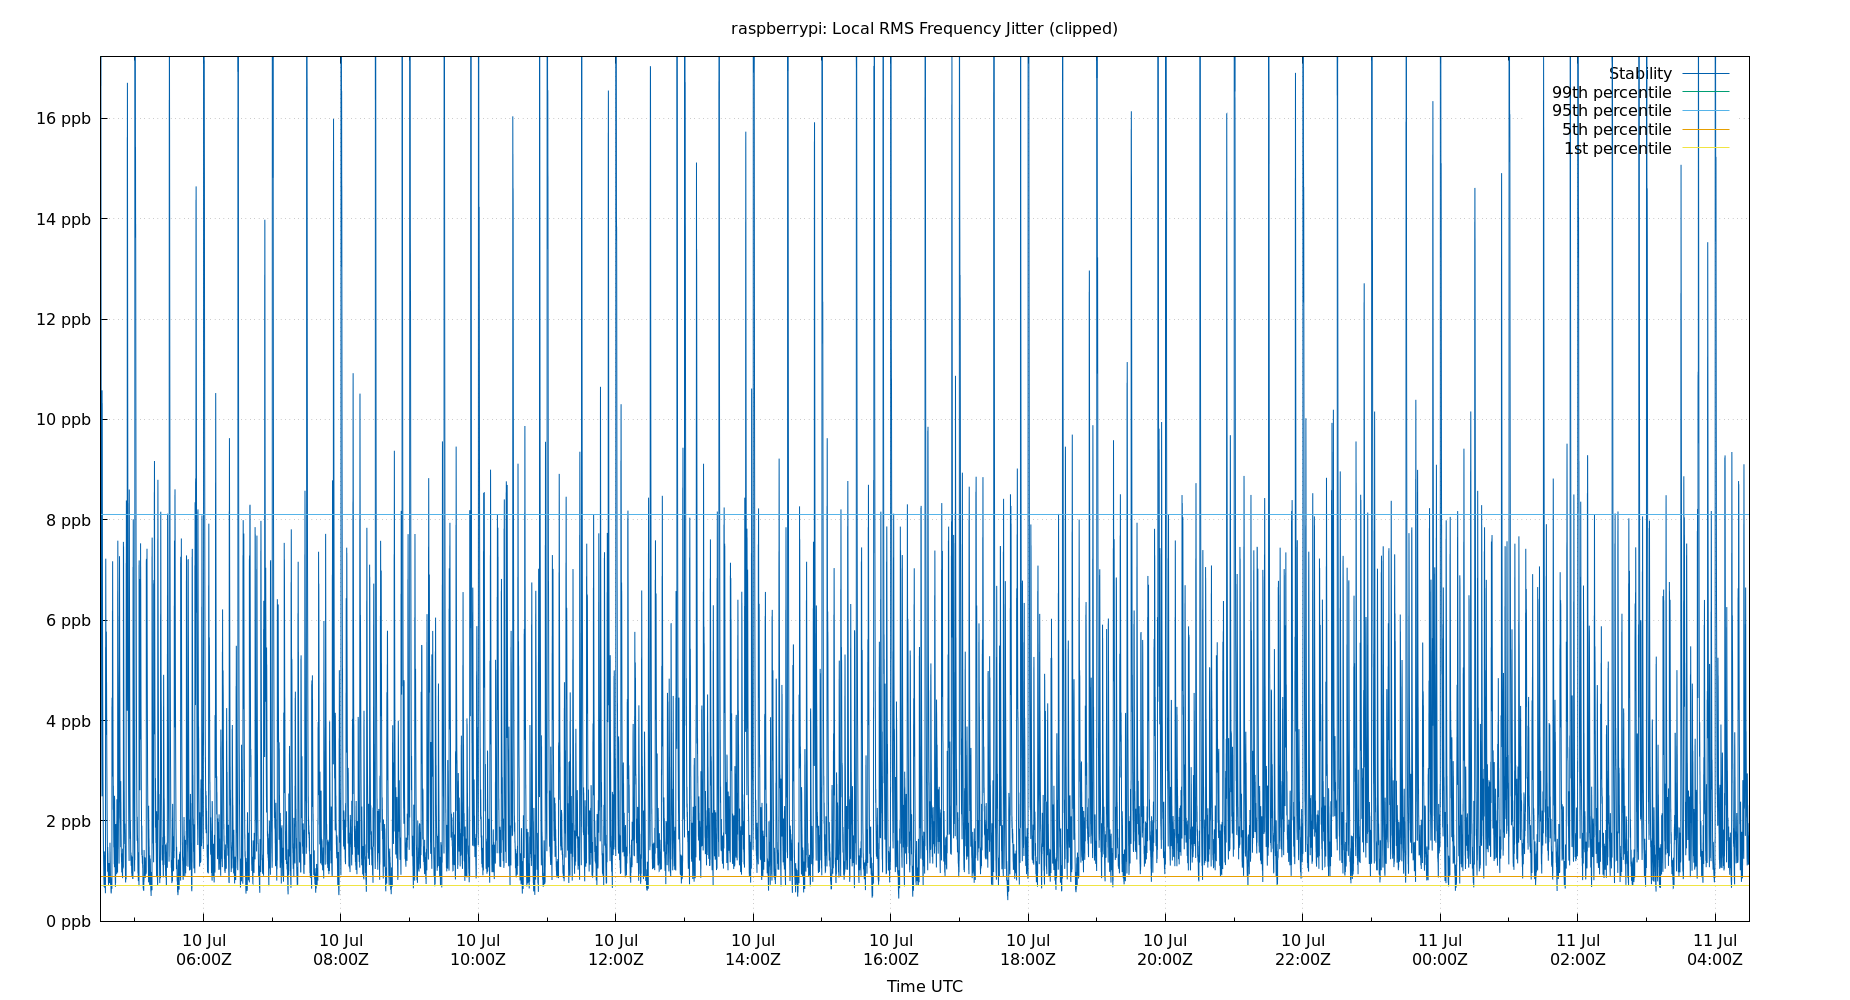 raspberrypi: Local RMS Frequency Jitter (clipped)
Stability
99th percentile
95th percentile
5th percentile
1st percentile
16 ppb
14 ppb
12 ppb
10 ppb
8 ppb
6 ppb
4 ppb
2 ppb
0 ppb
10 Jul 10 Jul 10 Jul 10 Jul 10 Jul 10 Jul 10 Jul 10 Jul 10 Jul 11 Jul 11 Jul 11 Jul
06:00Z 08:00Z 10:00Z 12:00Z 14:00Z 16:00Z 18:00Z 20:00Z 22:00Z 00:00Z 02:00Z 04:00Z
Time UTC